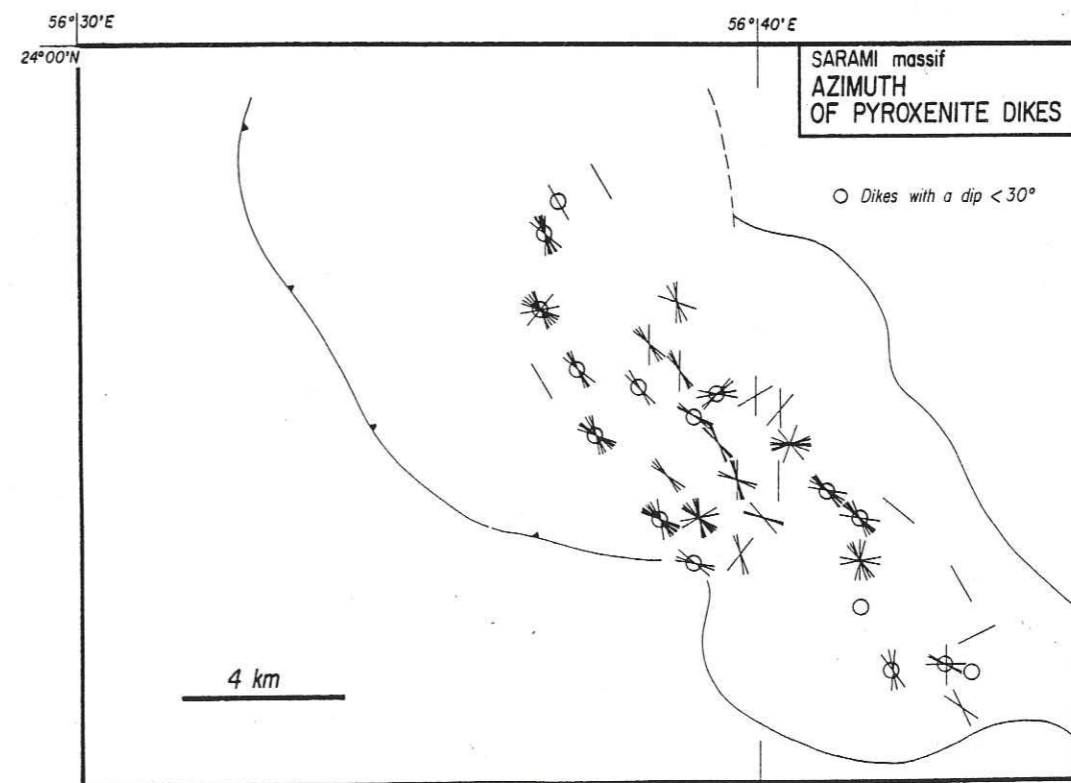 56°30'E
56°40'E
24°00'N
SARAMI massif
AZIMUTH
OF PYROXENITE DIKES
Dikes with a dip < 30°
4 km